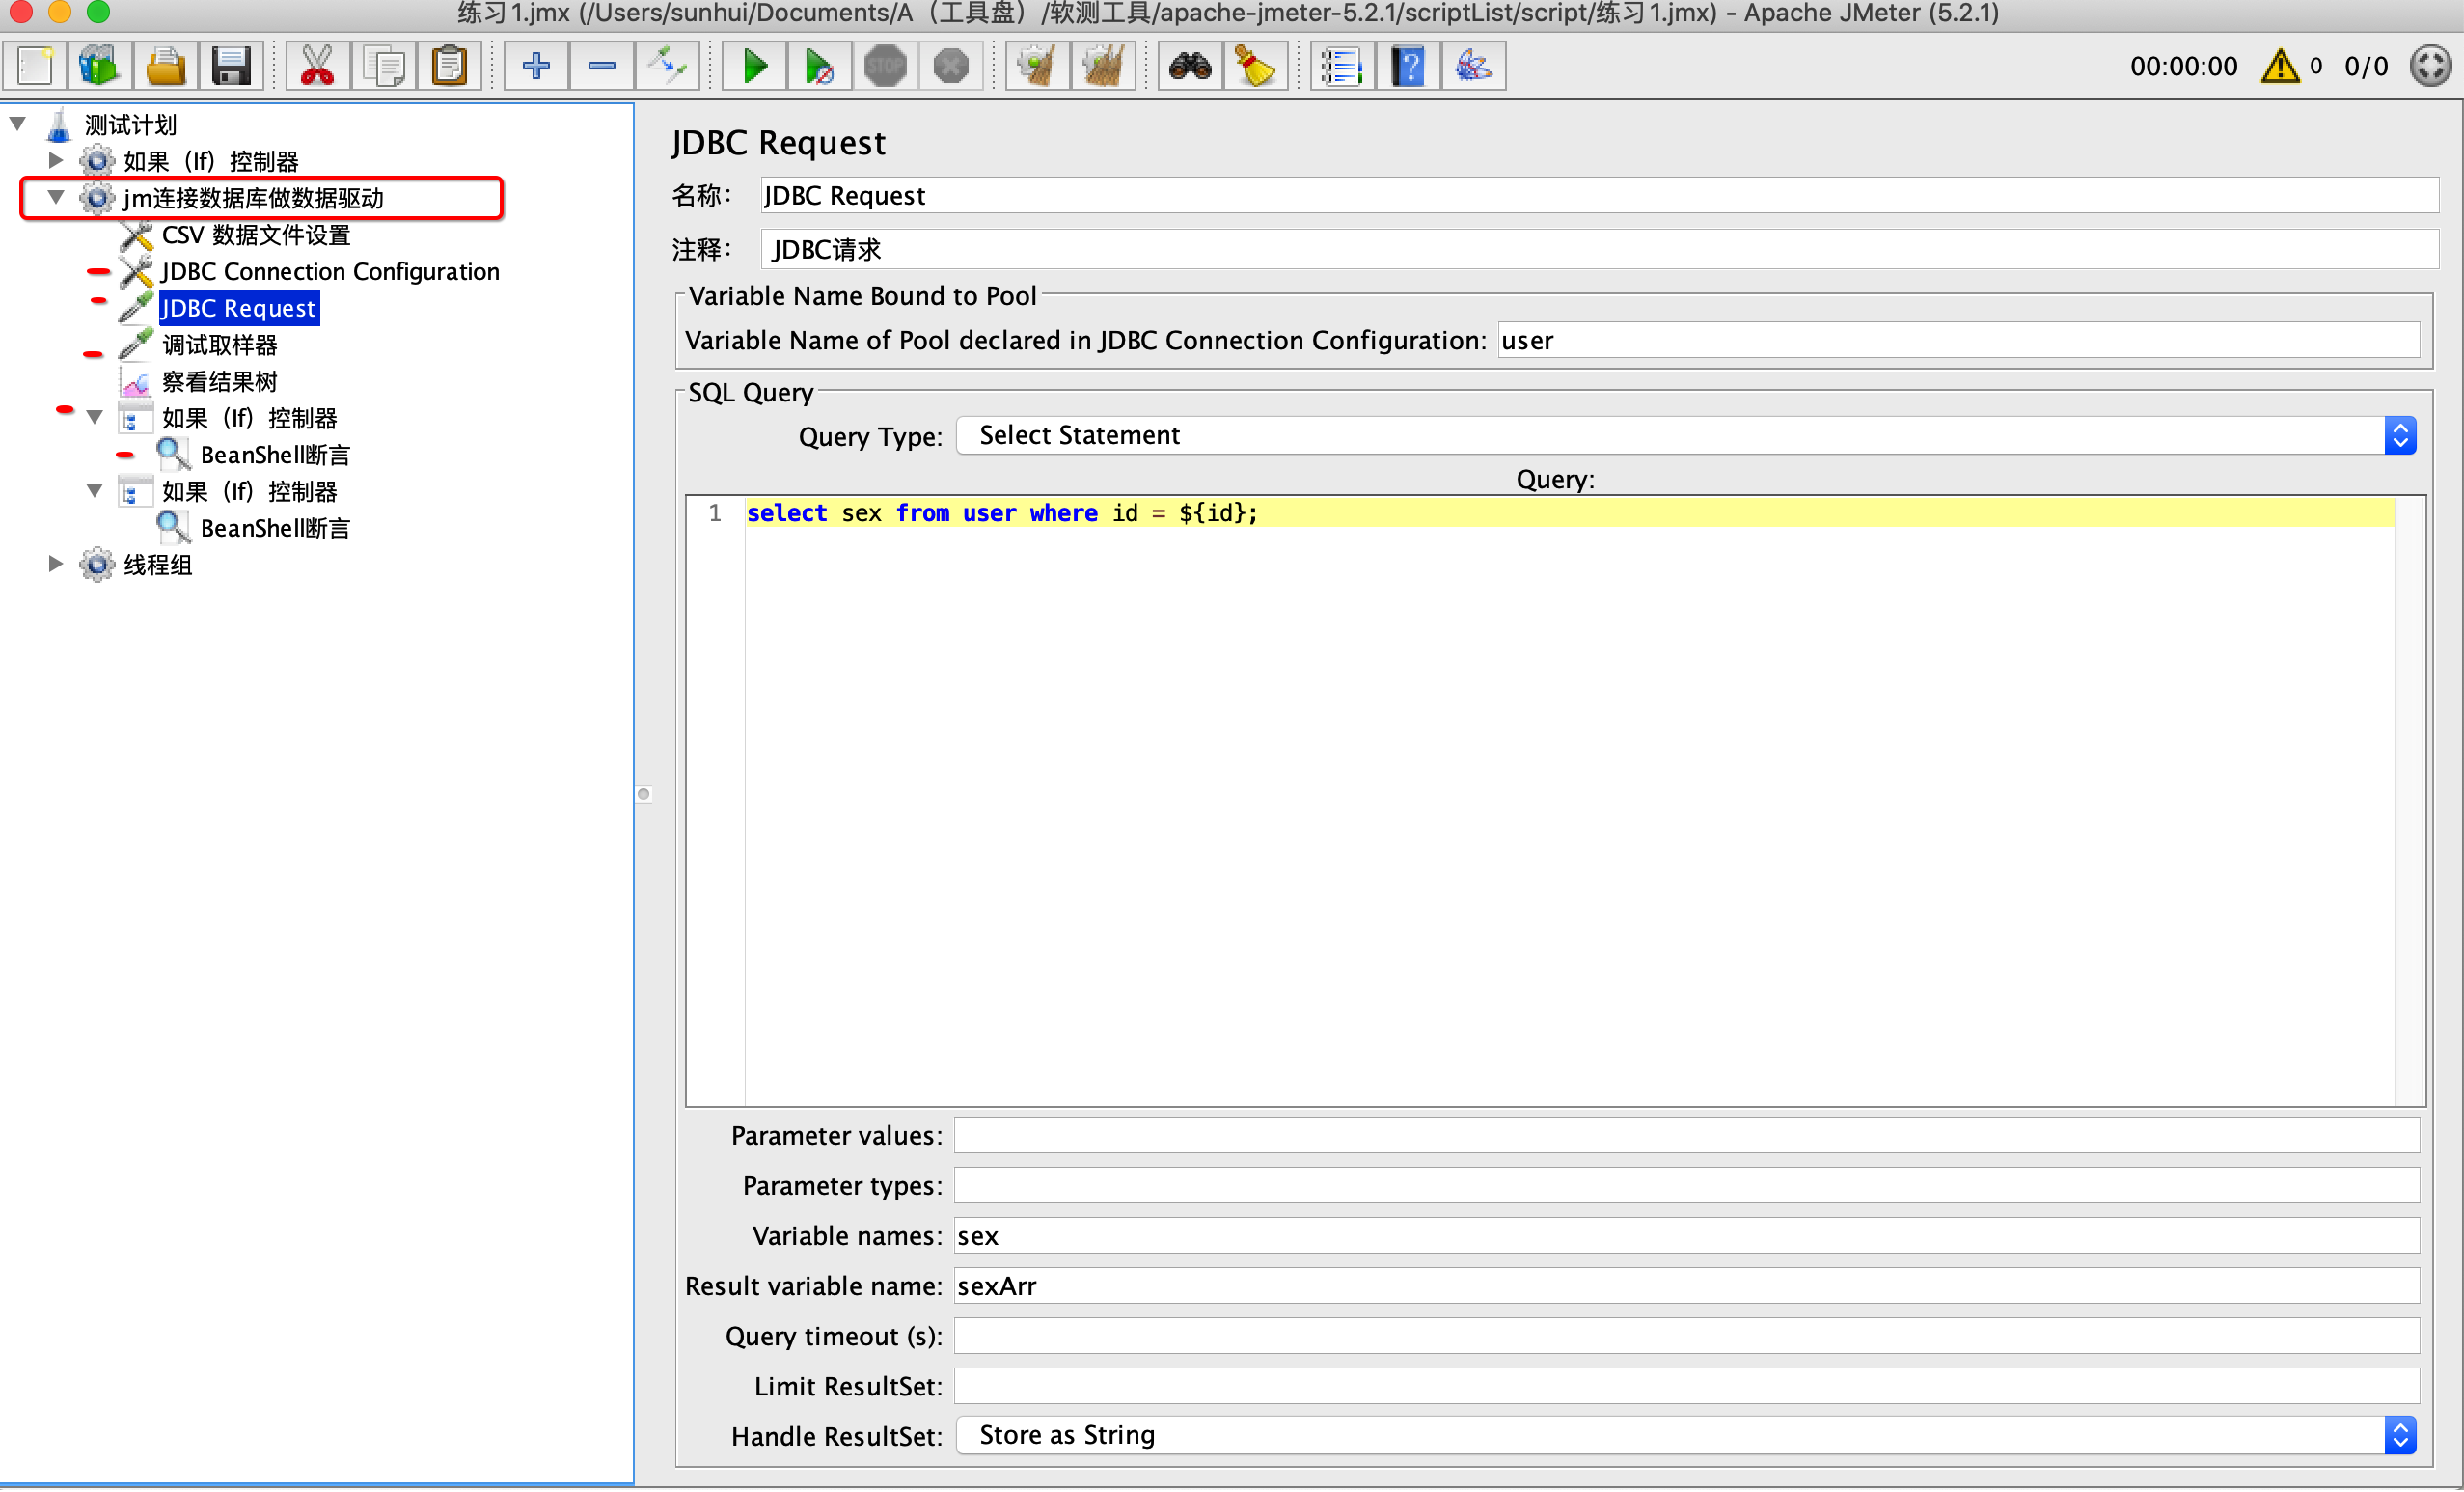 练习1.jmx (/Users/sunhui/Documents/A（工具盘）/软测工具/apache-jmeter-5.2.1/scriptList/script/练习1.jmx) - Apache JMeter (5.2.1)
STOP
00:00:00 0 0/0
测试计划
如果（If）控制器
jm连接数据库做数据驱动
CSV 数据文件设置
JDBC Connection Configuration
JDBC Request
调试取样器
察看结果树
如果（If）控制器
BeanShell断言
如果（If）控制器
BeanShell断言
线程组
JDBC Request
名称： JDBC Request
注释： JDBC请求
Variable Name Bound to Pool
Variable Name of Pool declared in JDBC Connection Configuration: user
SQL Query
Query Type: Select Statement
Query:
1 select sex from user where id = ${id};
Parameter values:
Parameter types:
Variable names: sex
Result variable name: sexArr
Query timeout (s):
Limit ResultSet:
Handle ResultSet: Store as String